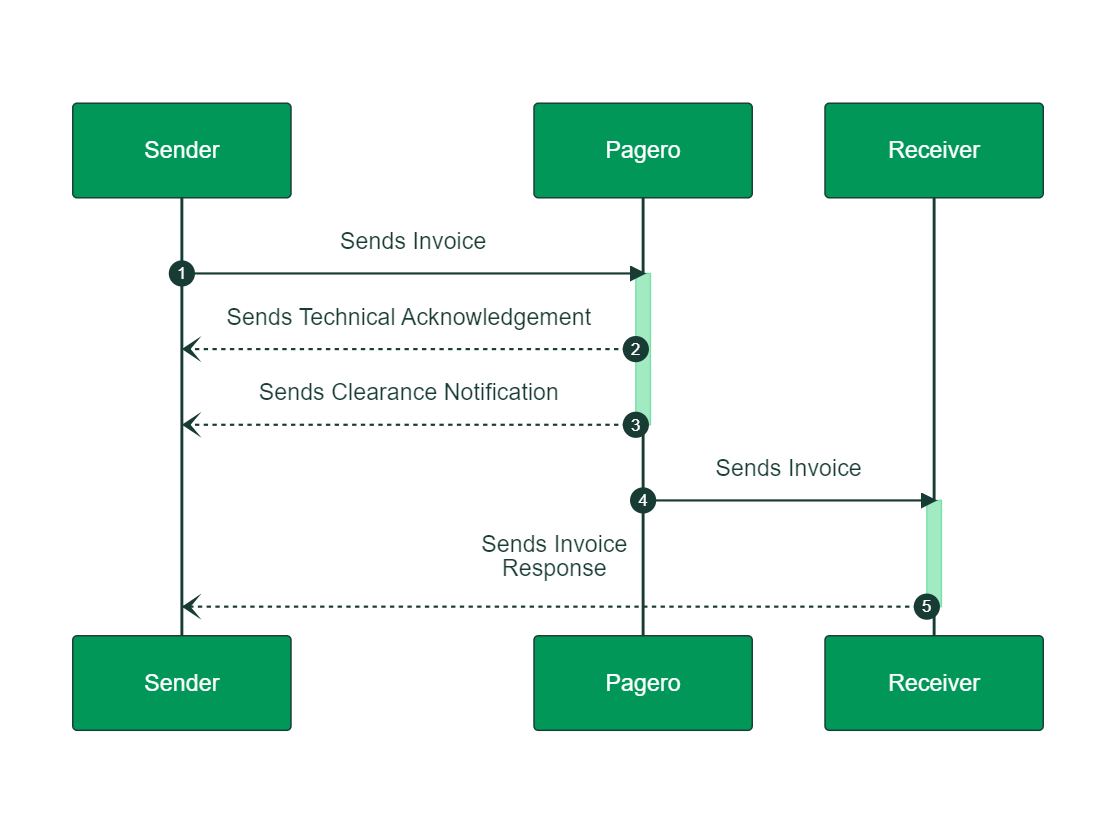 Sender
Pagero
Receiver
Sends Invoice
1
Sends Technical Acknowledgement
2
Sends Clearance Notification
3
Sends Invoice
4
Sends Invoice
Response
5
Sender
Pagero
Receiver